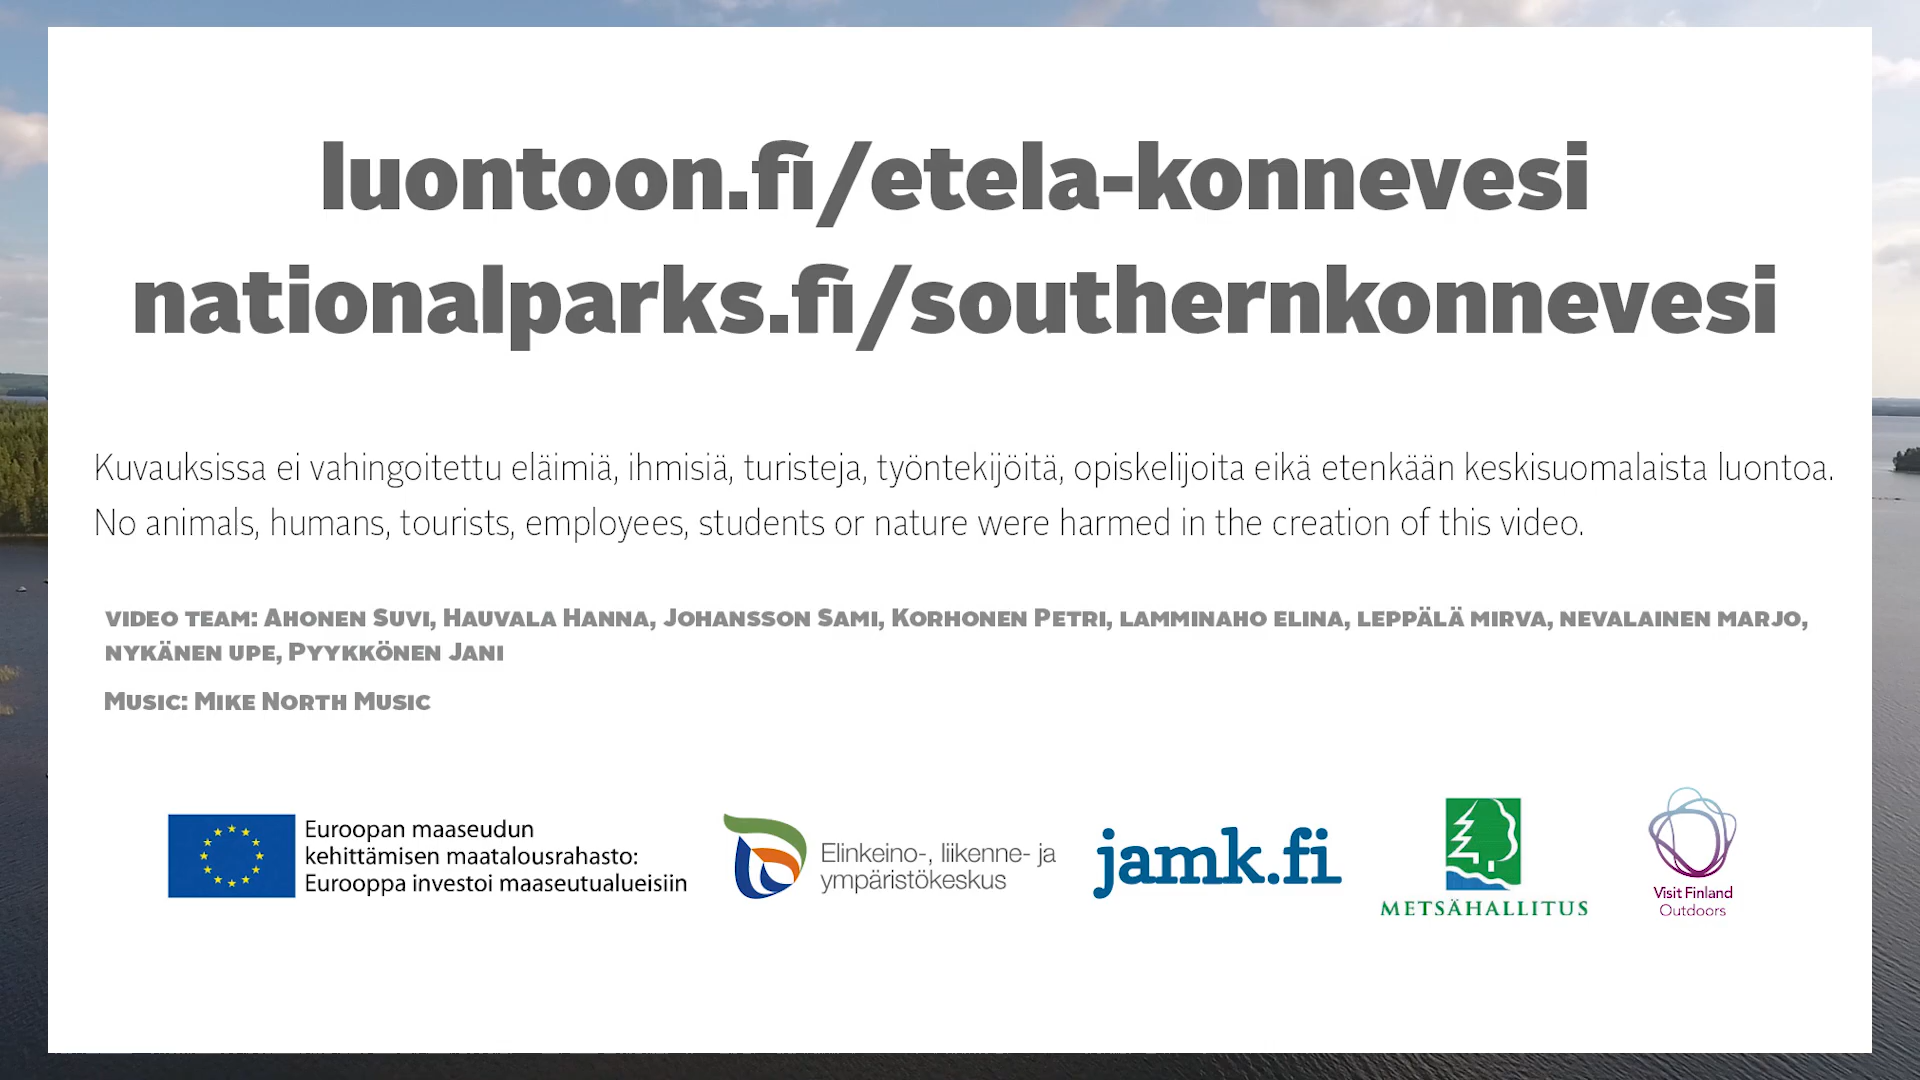 luontoon.fi/etela-konnevesi
nationalparks.fi/southernkonnevesi
Kuvauksissa ei vahingoitettu eläimiä, ihmisiä, turisteja, työntekijöitä, opiskelijoita eikä etenkään keskisuomalaista luontoa.
No animals, humans, tourists, employees, students or nature were harmed in the creation of this video.
VIDEO TEAM: AHONEN SUVI, HAUVALA HANNA, JOHANSSON SAMI, KORHONEN PETRI, LAMMINAHO ELINA, LEPPÄLÄ MIRVA, NEVALAINEN MARJO,
NYKÄNEN UPE, PYYKKÖNEN JANI
MUSIC: MIKE NORTH MUSIC
Euroopan maaseudun
kehittämisen maatalousrahasto:
Eurooppa investoi maaseutualueisiin
Elinkeino-, liikenne- ja
ympäristökeskus
jamk.fi
METSÄHALLITUS
Visit Finland
Outdoors